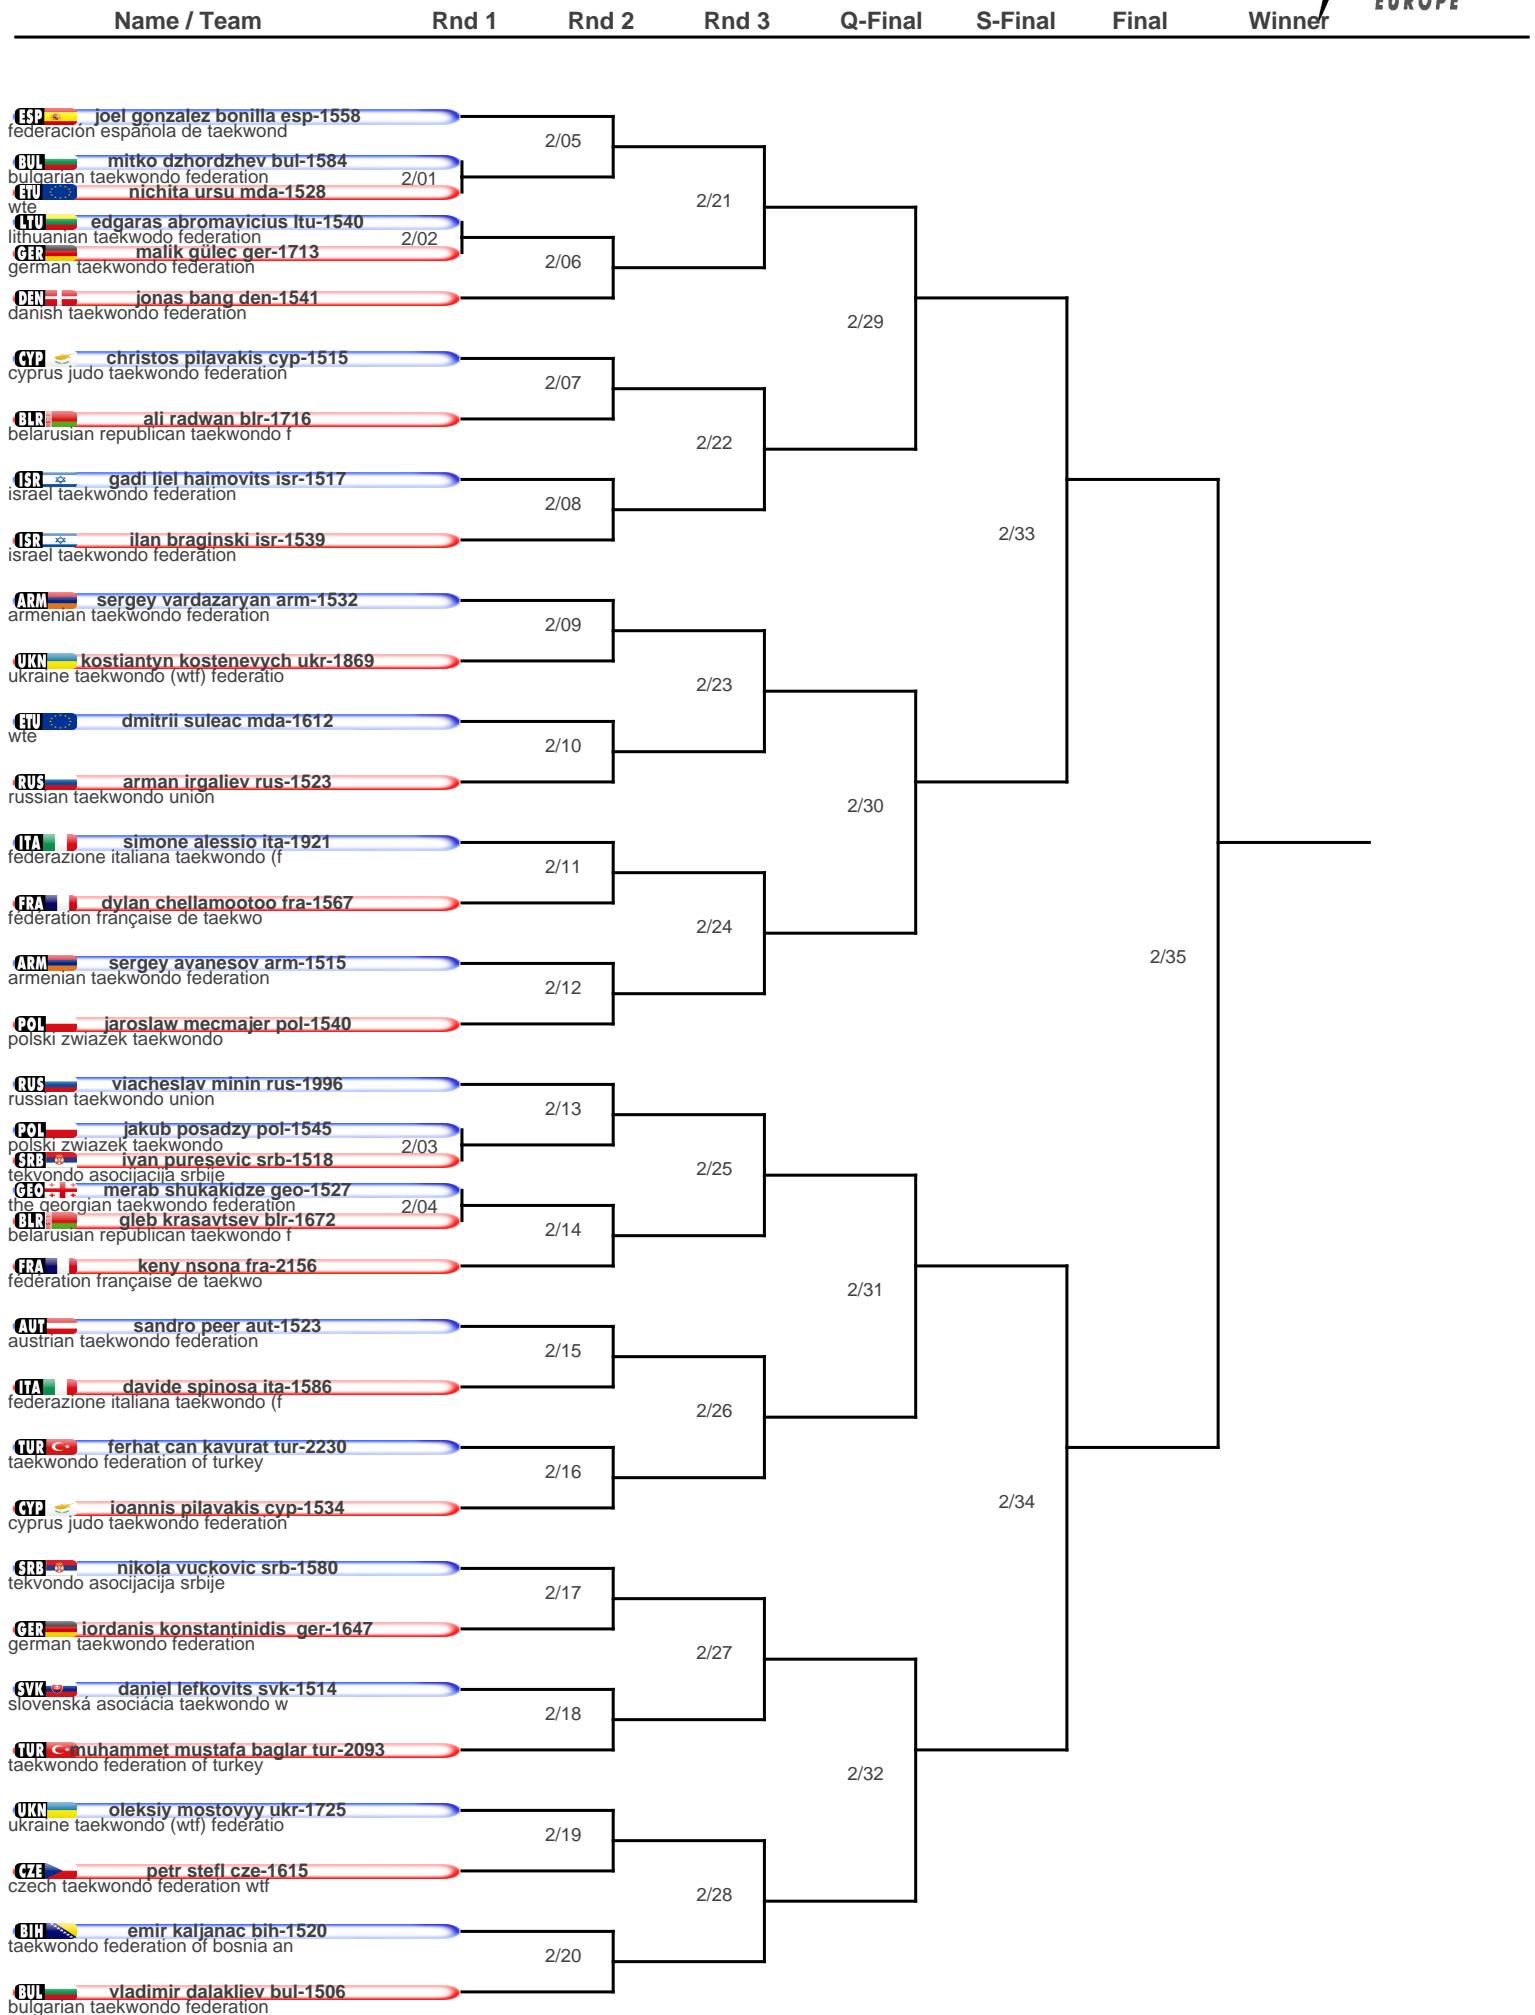 EUROPE
Name / Team Rnd 1 Rnd 2 Rnd 3 Q-Final S-Final Final Winner
ESP joel gonzalez bonilla esp-1558
federación española de taekwond
2/05
BUL mitko dzhordzhev bul-1584
bulgarian taekwondo federation
2/01
ETU nichita ursu mda-1528
wte
2/21
LTU edgaras abromavicius ltu-1540
lithuanian taekwodo federation
2/02
GER malik gülec ger-1713
german taekwondo federation
2/06
DEN jonas bang den-1541
danish taekwondo federation
2/29
CYP christos pilavakis cyp-1515
cyprus judo taekwondo federation
2/07
BLR ali radwan blr-1716
belarusian republican taekwondo f
2/22
ISR gadi liel haimovits isr-1517
israel taekwondo federation
2/08
ISR ilan braginski isr-1539
israel taekwondo federation
2/33
ARM sergey vardazaryan arm-1532
armenian taekwondo federation
2/09
UKN kostiantyn kostenevych ukr-1869
ukraine taekwondo (wtf) federatio
2/23
ETU dmitrii suleac mda-1612
wte
2/10
RUS arman irgaliev rus-1523
russian taekwondo union
2/30
ITA simone alessio ita-1921
federazione italiana taekwondo (f
2/11
FRA dylan chellamootoo fra-1567
fédération française de taekwo
2/24
ARM sergey avanesov arm-1515
armenian taekwondo federation
2/35
2/12
POL jaroslaw mecmajer pol-1540
polski zwiazek taekwondo
RUS viacheslav minin rus-1996
russian taekwondo union
2/13
POL jakub posadzy pol-1545
polski zwiazek taekwondo
2/03
SRB ivan puresevic srb-1518
tekvondo asocijacija srbije
2/25
GEO merab shukakidze geo-1527
the georgian taekwondo federation
2/04
BLR gleb krasavtsev blr-1672
belarusian republican taekwondo f
2/14
FRA keny nsona fra-2156
fédération française de taekwo
2/31
AUT sandro peer aut-1523
austrian taekwondo federation
2/15
ITA davide spinosa ita-1586
federazione italiana taekwondo (f
2/26
TUR ferhat can kavurat tur-2230
taekwondo federation of turkey
2/16
CYP ioannis pilavakis cyp-1534
cyprus judo taekwondo federation
2/34
SRB nikola vuckovic srb-1580
tekvondo asocijacija srbije
2/17
GER iordanis konstantinidis ger-1647
german taekwondo federation
2/27
SVK daniel lefkovits svk-1514
slovenská asociácia taekwondo w
2/18
TUR muhammet mustafa baglar tur-2093
taekwondo federation of turkey
2/32
UKN oleksiy mostovyy ukr-1725
ukraine taekwondo (wtf) federatio
2/19
CZE petr stefl cze-1615
czech taekwondo federation wtf
2/28
BIH emir kaljanac bih-1520
taekwondo federation of bosnia an
2/20
BUL vladimir dalakliev bul-1506
bulgarian taekwondo federation